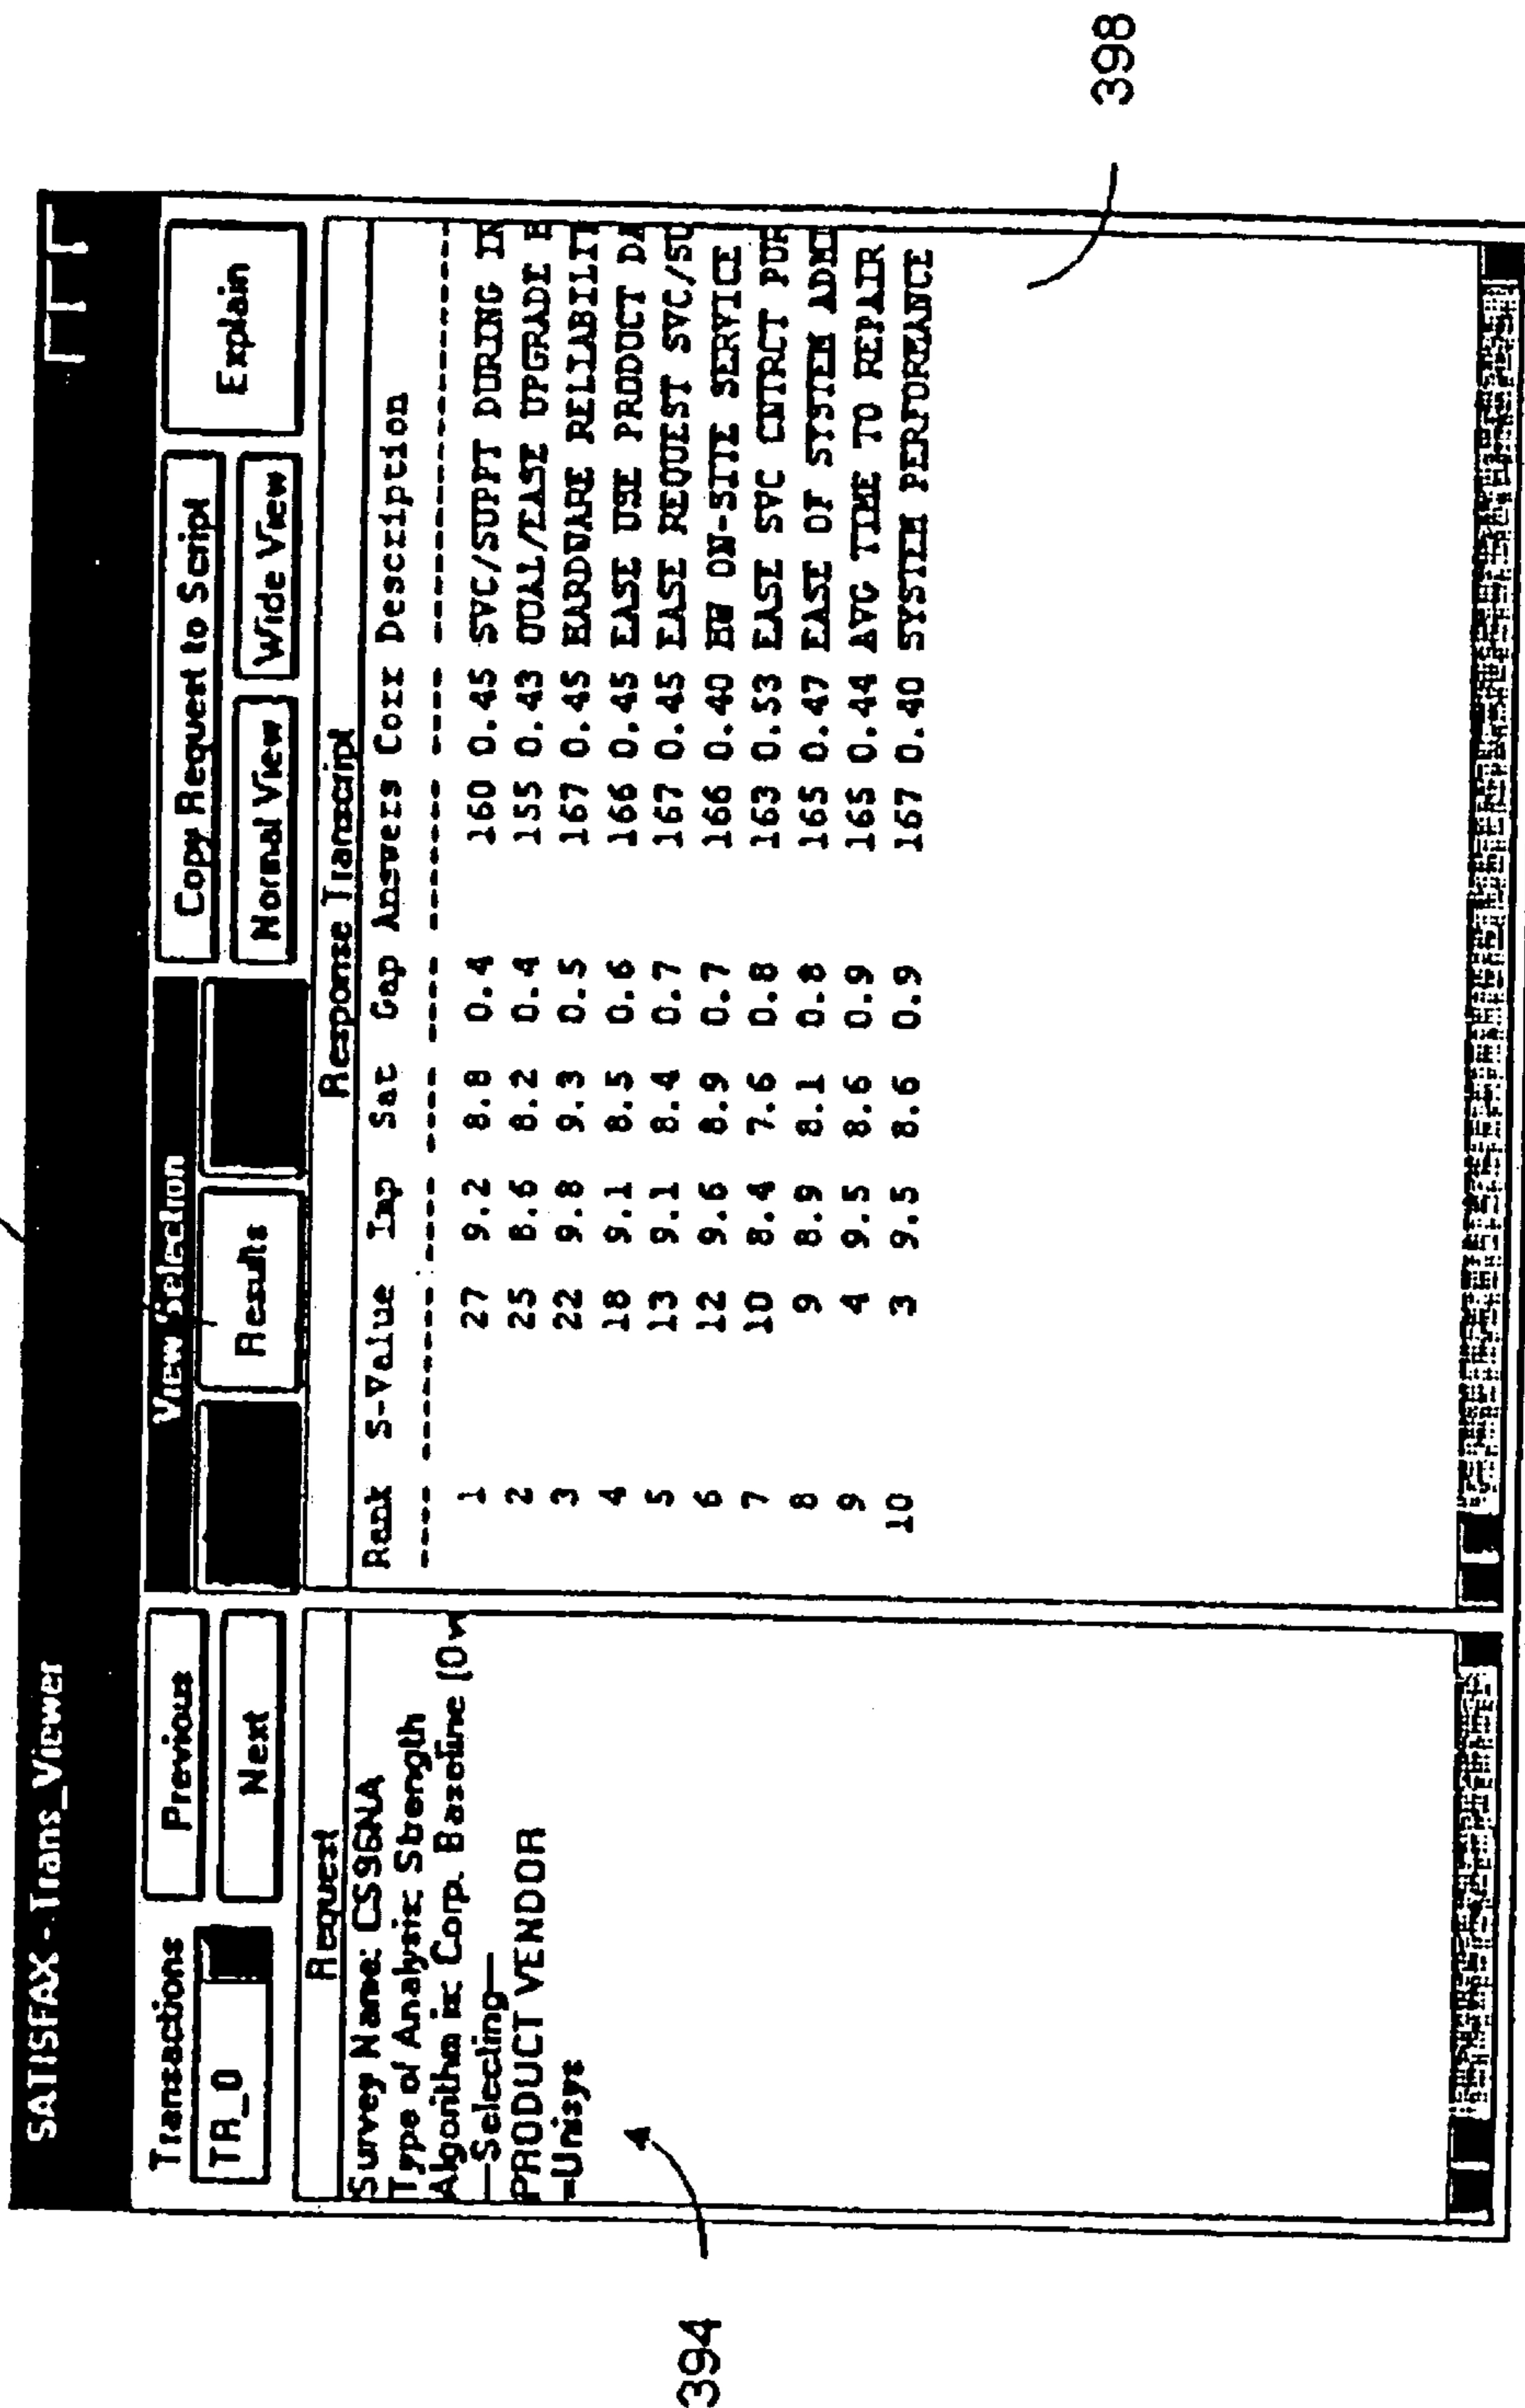 SATISFAX - Trans_Viewer
Transactions
TR_0
Previous
Next
View Selection
Results
Copy Request to Script
Normal View
Wide View
Explain
Request
Survey Name: CS96NA
Type of Analysis: Strength
Algorithm is: Corp. Baseline (Ov
—Selecting—
PRODUCT VENDOR
=Unisys
Response Transcript
Rank S-Value Imp Sat Gap Answers Corr Description
---- ------- ---- ---- ---- ------- ---- --------------------
1 27 9.2 8.8 0.4 160 0.45 SVC/SUPPT DURING IN
2 25 8.6 8.2 0.4 155 0.43 QUAL/EASE UPGRADE E
3 22 9.8 9.3 0.5 167 0.45 HARDWARE RELIABILIT
4 18 9.1 8.5 0.6 166 0.45 EASE USE PRODUCT DA
5 13 9.1 8.4 0.7 167 0.45 EASE REQUEST SVC/SU
6 12 9.6 8.9 0.7 166 0.40 HW ON-SITE SERVICE
7 10 8.4 7.6 0.8 163 0.53 EASE SVC CNTRCT PUR
8 9 8.9 8.1 0.8 165 0.47 EASE OF SYSTEM ADMI
9 4 9.5 8.6 0.9 165 0.44 AVG TIME TO REPAIR
10 3 9.5 8.6 0.9 167 0.40 SYSTEM PERFORMANCE
394
398